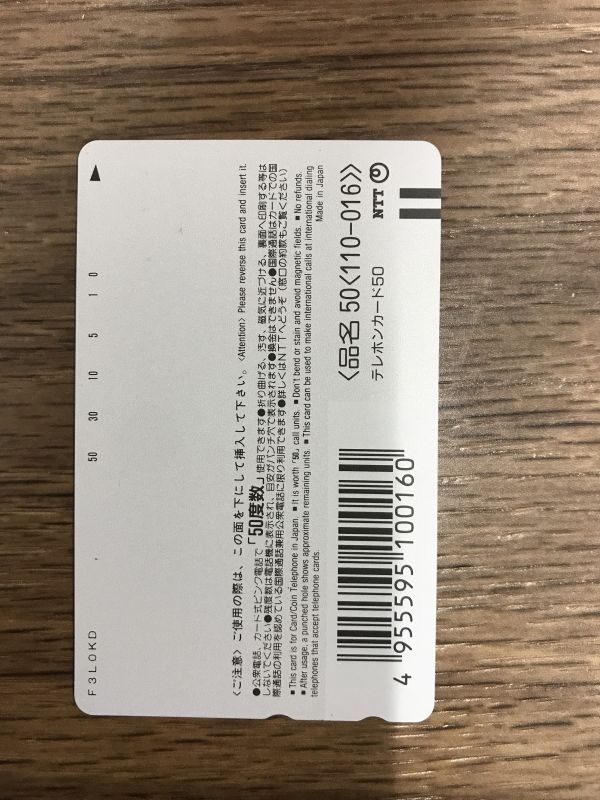 F3L0KD
50 30 10 5 1 0
〈ご注意〉ご使用の際は、この面を下にして挿入して下さい。〈Attention〉Please reverse this card and insert it.
●公衆電話、カード式ピンク電話で「50度数」使用できます●折り曲げる、汚す、磁気に近づける、裏面へ印刷する等は
しないでください●残度数は電話機に表示され、目安がパンチ穴で表示されます●換金はできません●国際通話はカードでの国
際通話の利用を認めている国際通話兼用公衆電話に限り利用できます●詳しくはNTTへどうぞ(窓口の約款もご覧ください)
■This card is for Card/Coin Telephone in Japan. ■It is worth「50」call units. ■Don't bend or stain and avoid magnetic fields. ■No refunds.
■After usage, a punched hole shows approximate remaining units. ■This card can be used to make international calls at international dialing
telephones that accept telephone cards. Made in Japan
〈品名 50〈110-016〉〉
テレホンカード50
NTT
4 955595 100160